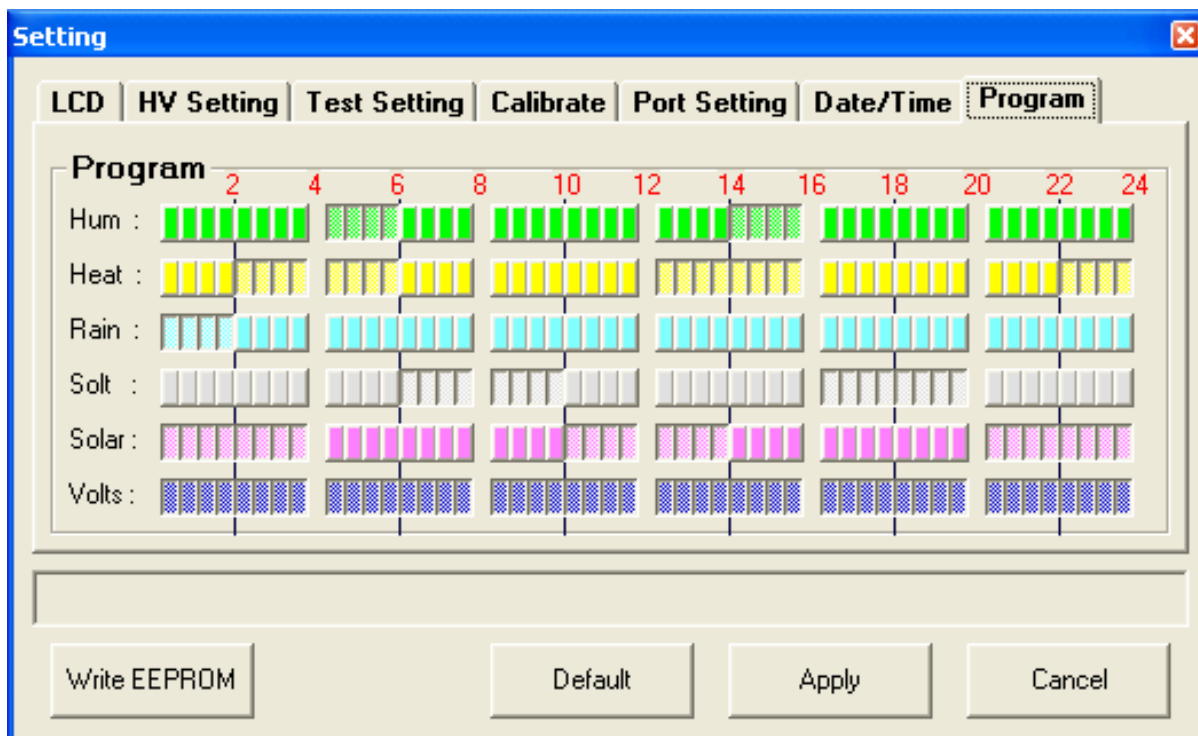 Setting
LCD HV Setting Test Setting Calibrate Port Setting Date/Time Program
Program
2 4 6 8 10 12 14 16 18 20 22 24
Hum :
Heat :
Rain :
Solt :
Solar :
Volts :
Write EEPROM Default Apply Cancel